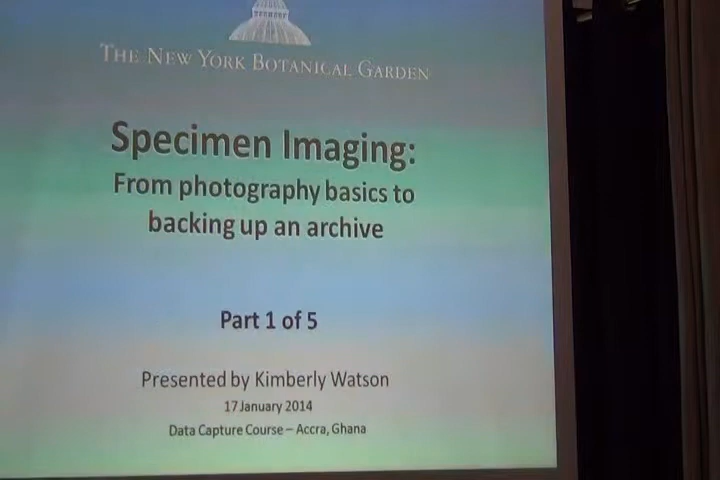 THE NEW YORK BOTANICAL GARDEN
Specimen Imaging:
From photography basics to
backing up an archive
Part 1 of 5
Presented by Kimberly Watson
17 January 2014
Data Capture Course – Accra, Ghana